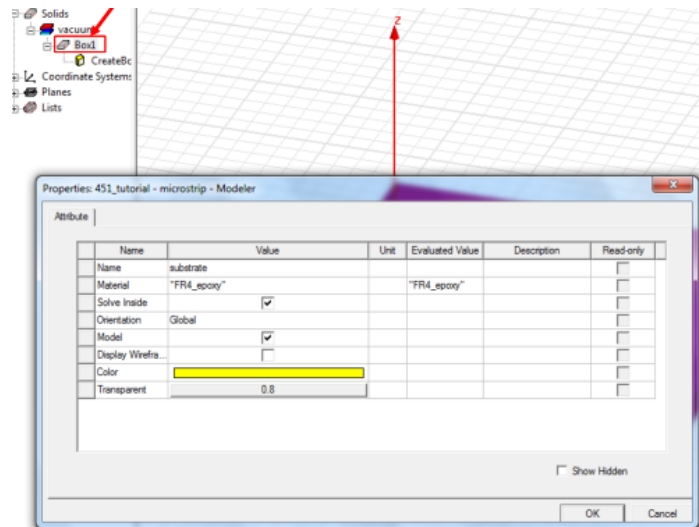 Solids
vacuum
Box1
CreateBc
Coordinate Systems
Planes
Lists
Z
Properties: 451_tutorial - microstrip - Modeler
Attribute
Name Value Unit Evaluated Value Description Read-only
Name substrate
Material "FR4_epoxy" "FR4_epoxy"
Solve Inside
Orientation Global
Model
Display Wirefra...
Color
Transparent 0.8
Show Hidden
OK Cancel